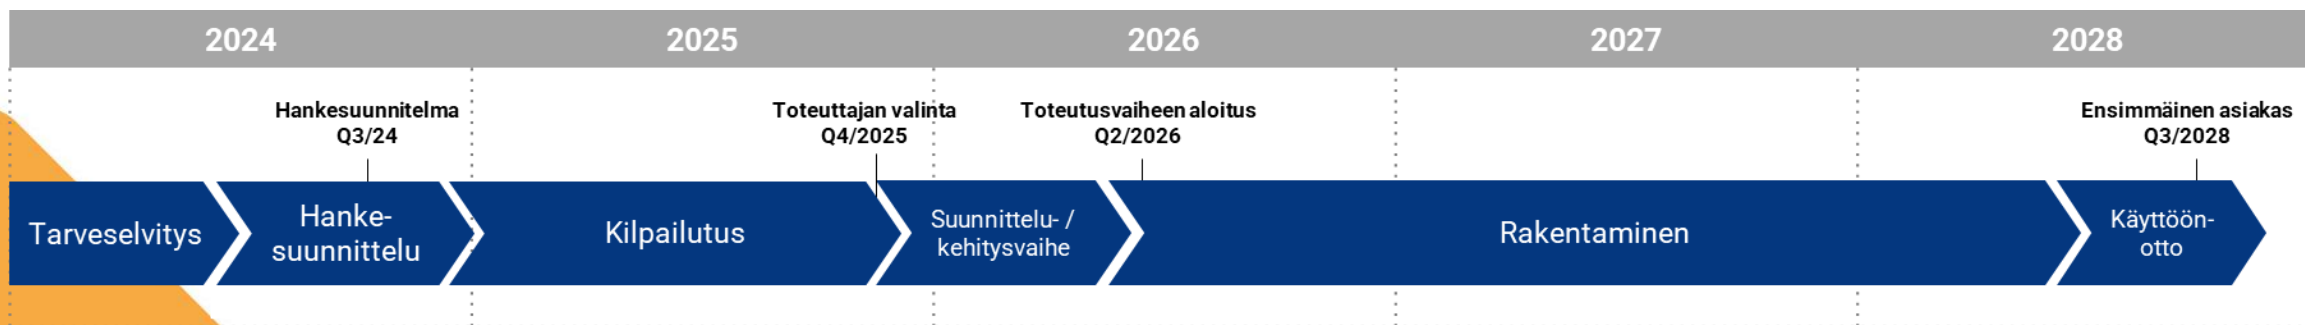 2024
2025
2026
2027
2028
Hankesuunnitelma
Q3/24
Toteuttajan valinta
Q4/2025
Toteutusvaiheen aloitus
Q2/2026
Ensimmäinen asiakas
Q3/2028
Tarveselvitys
Hanke-
suunnittelu
Kilpailutus
Suunnittelu- /
kehitysvaihe
Rakentaminen
Käyttöön-
otto